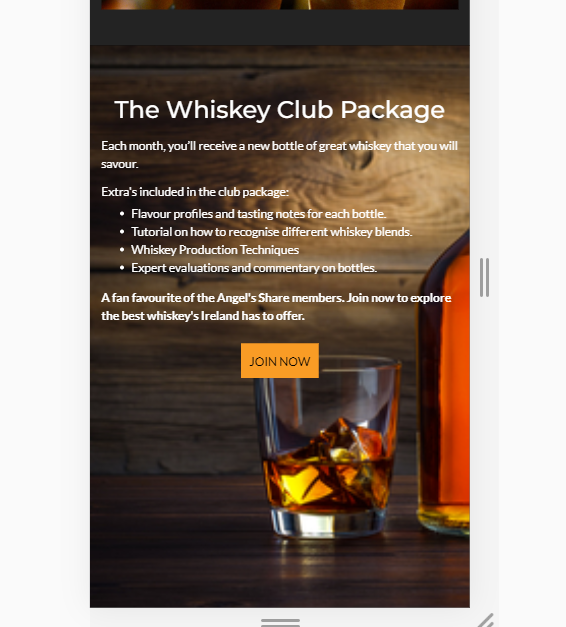 The Whiskey Club Package
Each month, you'll receive a new bottle of great whiskey that you will
savour.
Extra's included in the club package:
• Flavour profiles and tasting notes for each bottle.
• Tutorial on how to recognise different whiskey blends.
• Whiskey Production Techniques
• Expert evaluations and commentary on bottles.
A fan favourite of the Angel's Share members. Join now to explore
the best whiskey's Ireland has to offer.
JOIN NOW